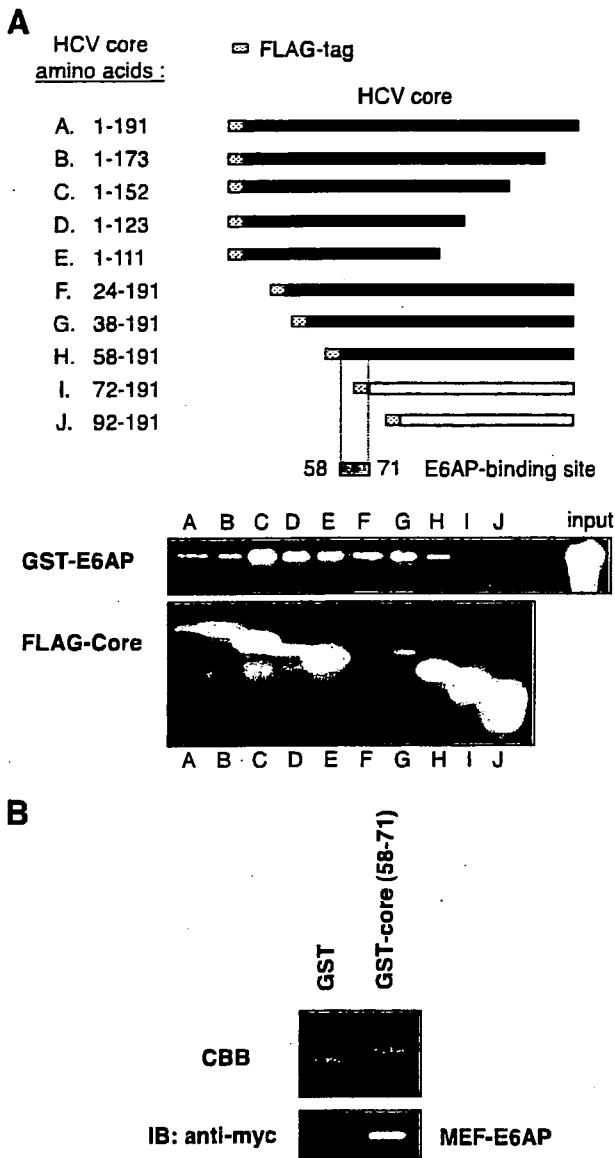 A
HCV core
amino acids :
FLAG-tag
HCV core
A. 1-191
B. 1-173
C. 1-152
D. 1-123
E. 1-111
F. 24-191
G. 38-191
H. 58-191
I. 72-191
J. 92-191
58 71 E6AP-binding site
A B C D E F G H I J input
GST-E6AP
FLAG-Core
A B C D E F G H I J
B
GST
GST-core (58-71)
CBB
IB: anti-myc MEF-E6AP